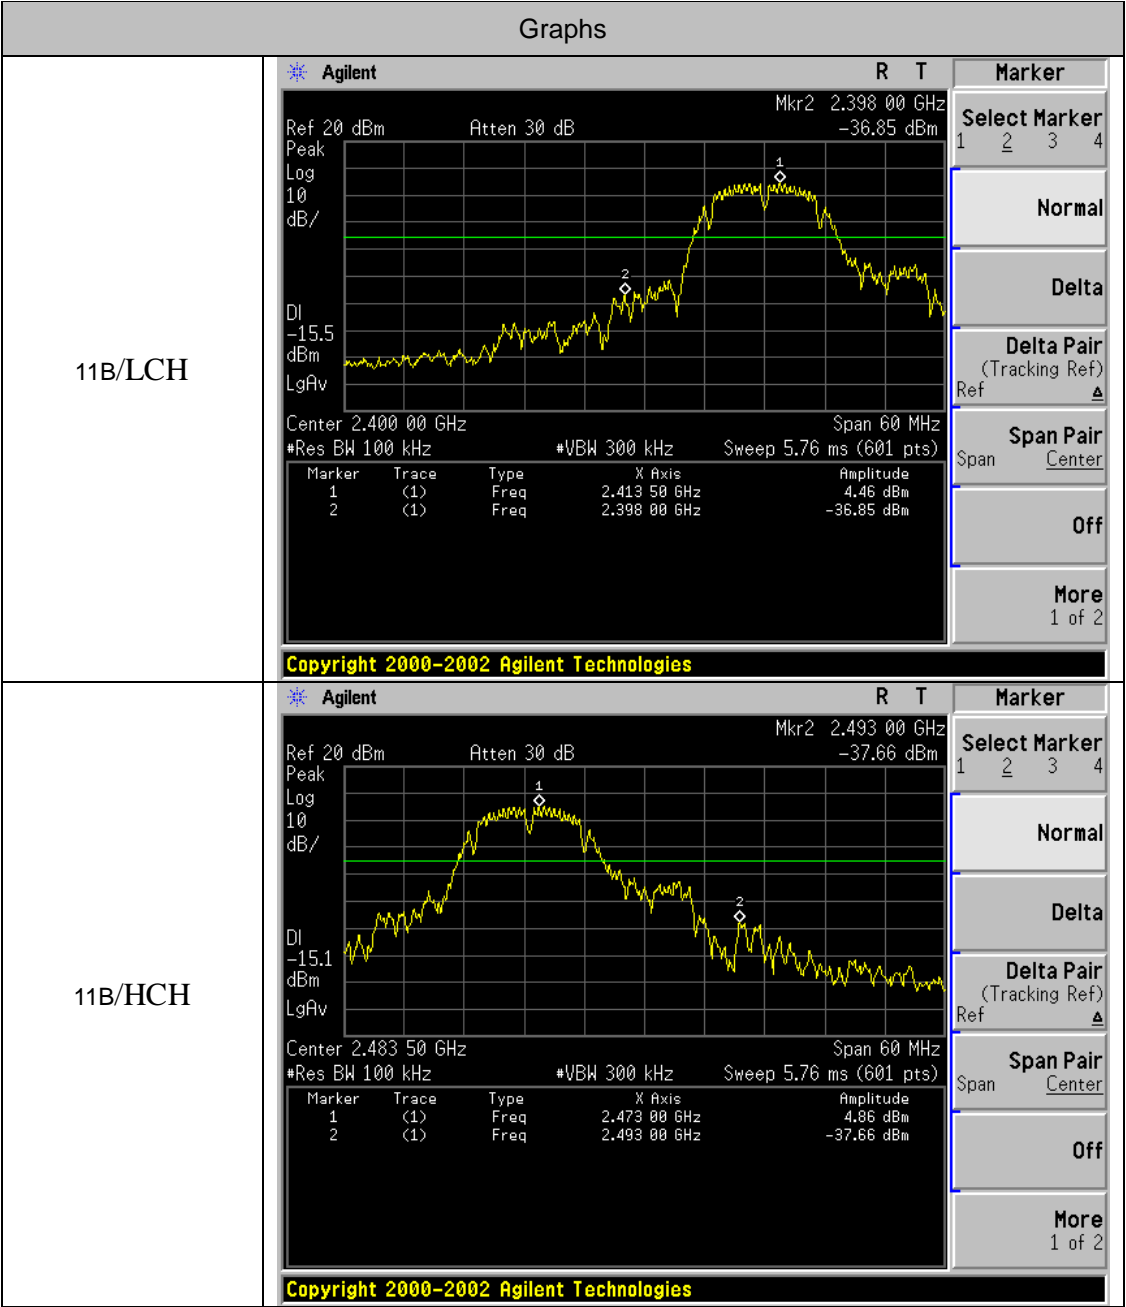 Graphs
11B/LCH
Agilent R T Marker
Mkr2 2.398 00 GHz
Ref 20 dBm Atten 30 dB -36.85 dBm
Peak
Log
10
dB/
1
2
DI
-15.5
dBm
LgAv
Center 2.400 00 GHz Span 60 MHz
#Res BW 100 kHz #VBW 300 kHz Sweep 5.76 ms (601 pts)
Marker Trace Type X Axis Amplitude
1 (1) Freq 2.413 50 GHz 4.46 dBm
2 (1) Freq 2.398 00 GHz -36.85 dBm
Select Marker
1 2 3 4
Normal
Delta
Delta Pair
(Tracking Ref)
Ref Δ
Span Pair
Span Center
Off
More
1 of 2
Copyright 2000-2002 Agilent Technologies
11B/HCH
Agilent R T Marker
Mkr2 2.493 00 GHz
Ref 20 dBm Atten 30 dB -37.66 dBm
Peak
Log
10
dB/
1
2
DI
-15.1
dBm
LgAv
Center 2.483 50 GHz Span 60 MHz
#Res BW 100 kHz #VBW 300 kHz Sweep 5.76 ms (601 pts)
Marker Trace Type X Axis Amplitude
1 (1) Freq 2.473 00 GHz 4.86 dBm
2 (1) Freq 2.493 00 GHz -37.66 dBm
Select Marker
1 2 3 4
Normal
Delta
Delta Pair
(Tracking Ref)
Ref Δ
Span Pair
Span Center
Off
More
1 of 2
Copyright 2000-2002 Agilent Technologies